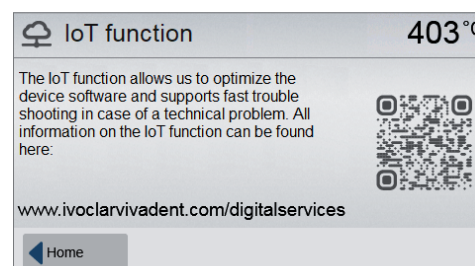 IoT function
403 °C
The IoT function allows us to optimize the
device software and supports fast trouble
shooting in case of a technical problem. All
information on the IoT function can be found
here:
www.ivoclarvivadent.com/digitalservices
Home